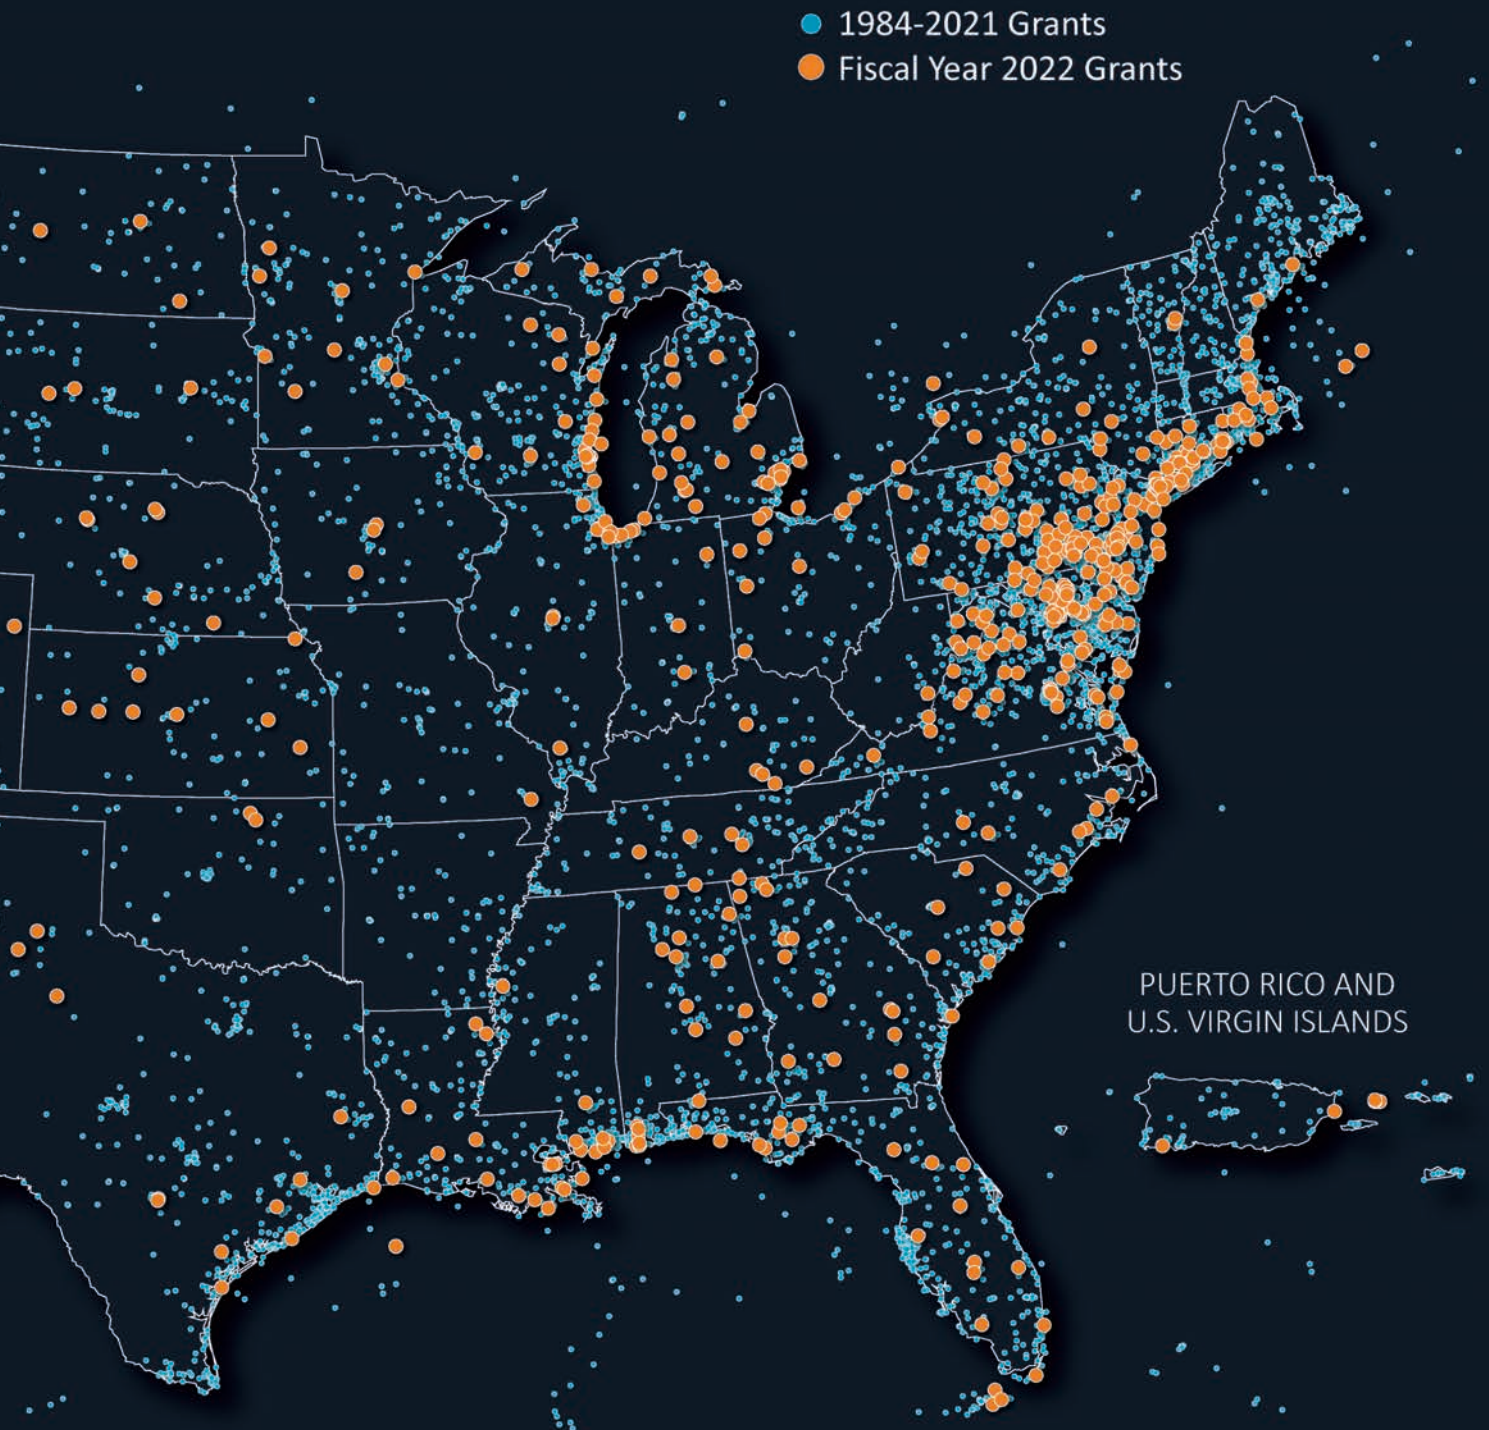 1984-2021 Grants
Fiscal Year 2022 Grants
PUERTO RICO AND
U.S. VIRGIN ISLANDS